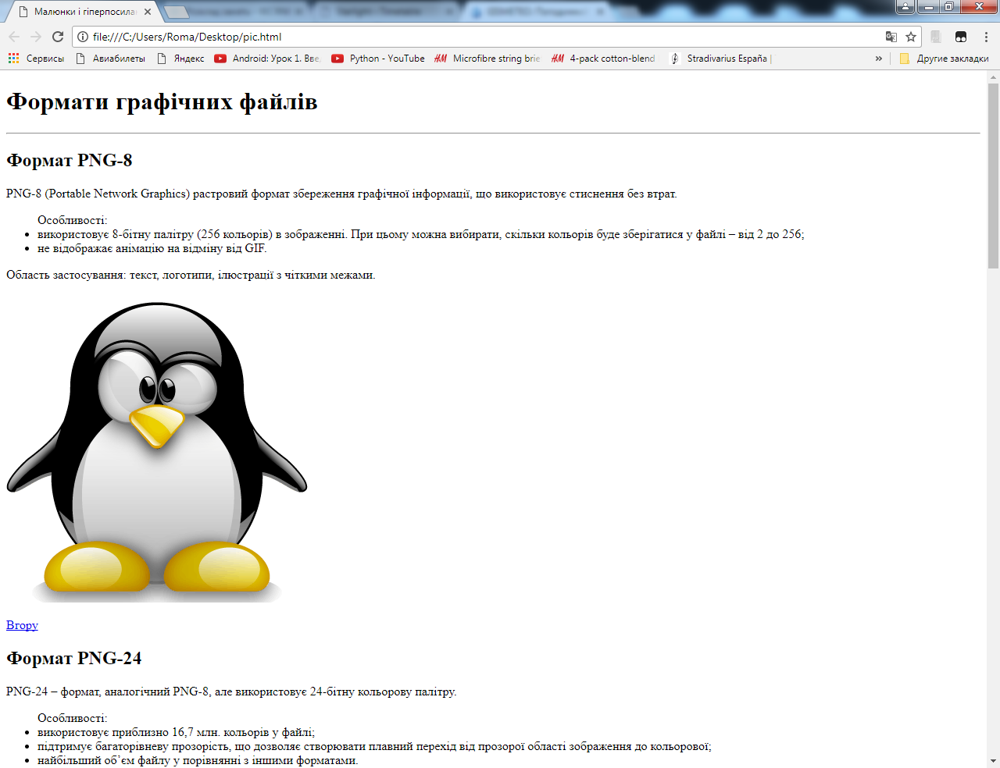 Малюнки і гіперпосила
file:///C:/Users/Roma/Desktop/pic.html
Сервисы Авиабилеты Яндекс Android: Урок 1. Вве Python - YouTube Microfibre string brie 4-pack cotton-blend Stradivarius España | » Другие закладки
Формати графічних файлів
Формат PNG-8
PNG-8 (Portable Network Graphics) растровий формат збереження графічної інформації, що використовує стиснення без втрат.
Особливості:
• використовує 8-бітну палітру (256 кольорів) в зображенні. При цьому можна вибирати, скільки кольорів буде зберігатися у файлі – від 2 до 256;
• не відображає анімацію на відміну від GIF.
Область застосування: текст, логотипи, ілюстрації з чіткими межами.
Вгору
Формат PNG-24
PNG-24 – формат, аналогічний PNG-8, але використовує 24-бітну кольорову палітру.
Особливості:
• використовує приблизно 16,7 млн. кольорів у файлі;
• підтримує багаторівневу прозорість, що дозволяє створювати плавний перехід від прозорої області зображення до кольорової;
• найбільший об’єм файлу у порівнянні з іншими форматами.